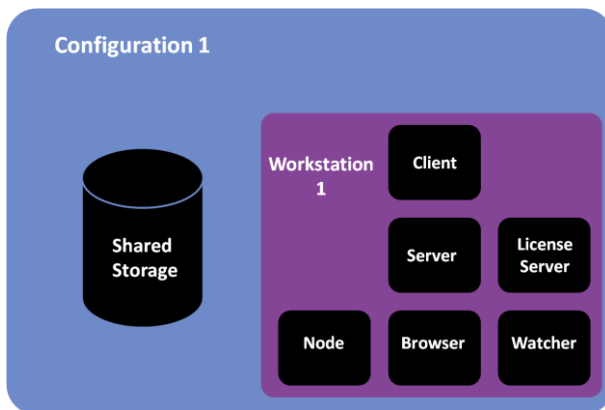 Configuration 1
Workstation
1
Client
Shared
Storage
Server
License
Server
Node
Browser
Watcher